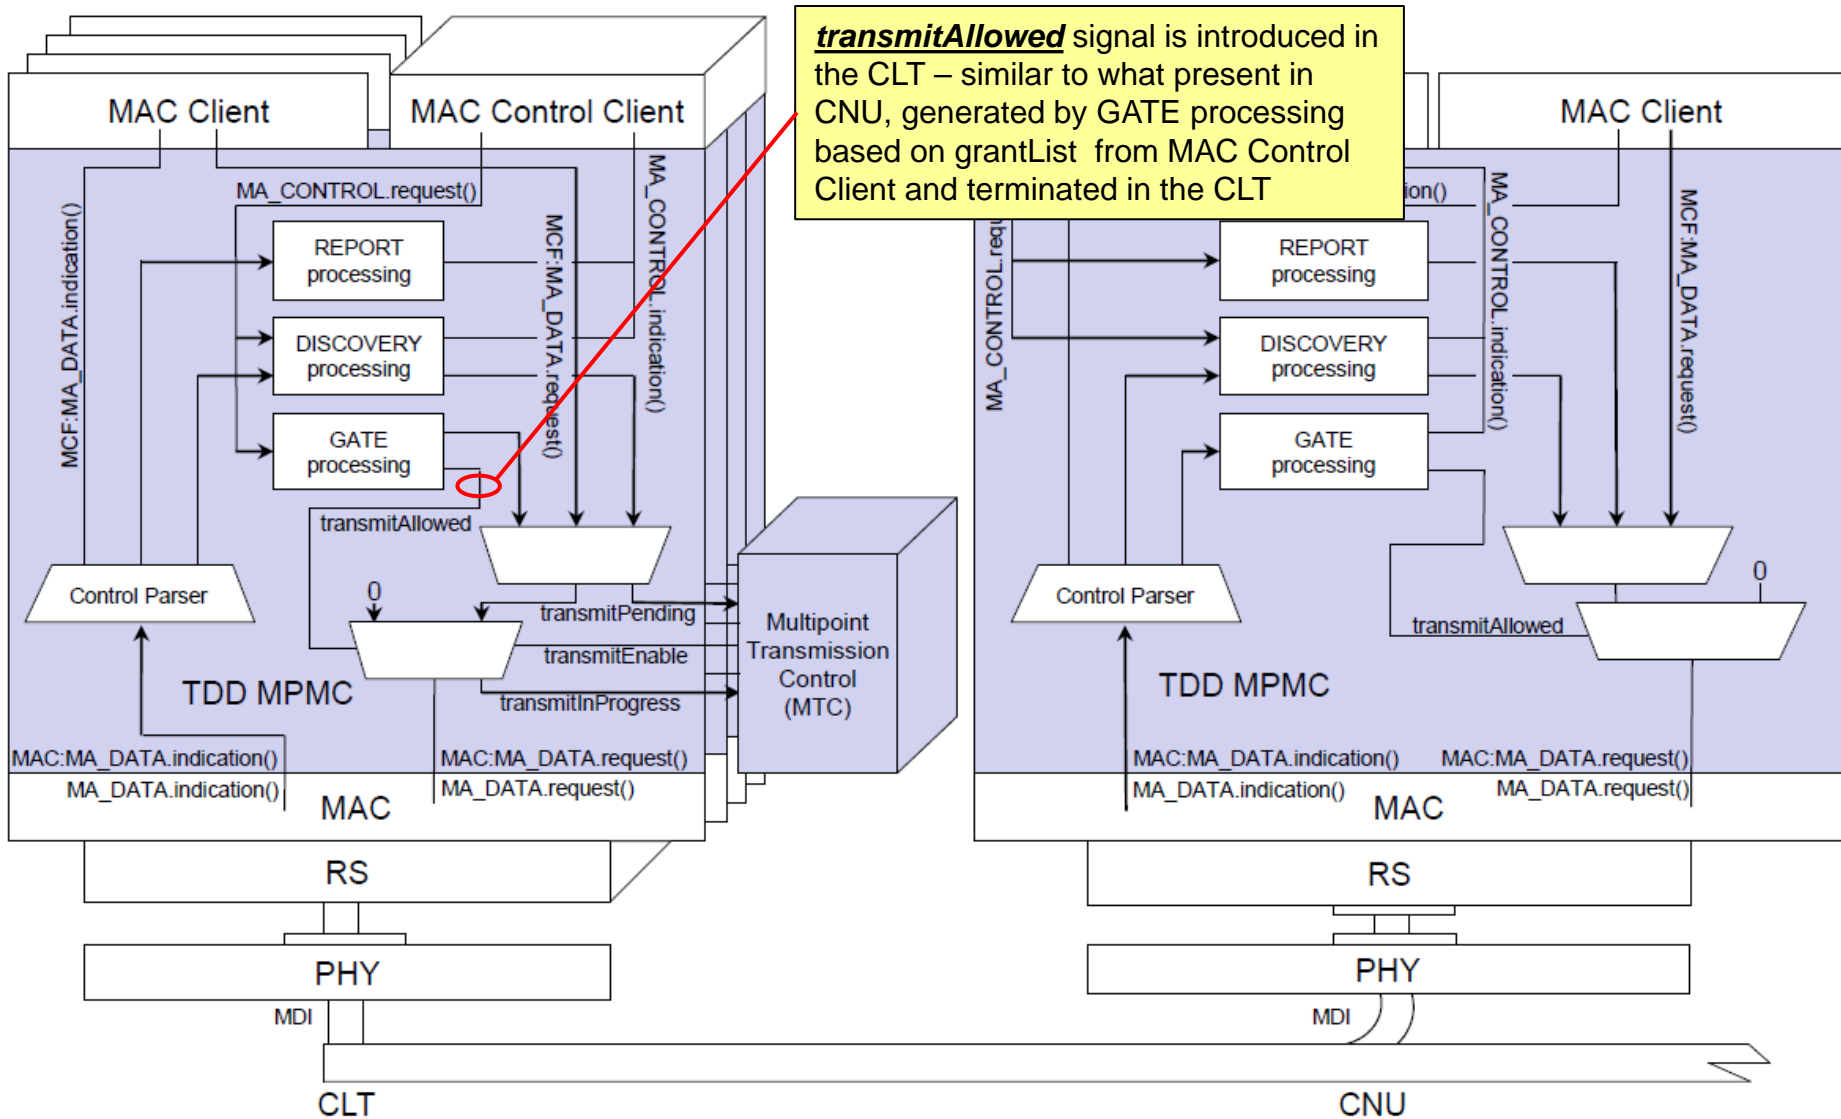 transmitAllowed signal is introduced in
the CLT – similar to what present in
CNU, generated by GATE processing
based on grantList from MAC Control
Client and terminated in the CLT
MAC Client
MAC Control Client
MA_CONTROL.request()
MCF:MA_DATA.indication()
MCF:MA_DATA.request()
MA_CONTROL.indication()
REPORT
processing
DISCOVERY
processing
GATE
processing
transmitAllowed
Control Parser
0
transmitPending
transmitEnable
transmitInProgress
Multipoint
Transmission
Control
(MTC)
TDD MPMC
MAC:MA_DATA.indication()
MAC:MA_DATA.request()
MA_DATA.indication()
MA_DATA.request()
MAC
RS
PHY
MDI
CLT
MAC Client
ion()
MA_CONTROL.requ
MA_CONTROL.indication()
MCF:MA_DATA.request()
REPORT
processing
DISCOVERY
processing
GATE
processing
Control Parser
0
transmitAllowed
TDD MPMC
MAC:MA_DATA.indication()
MAC:MA_DATA.request()
MA_DATA.indication()
MA_DATA.request()
MAC
RS
PHY
MDI
CNU